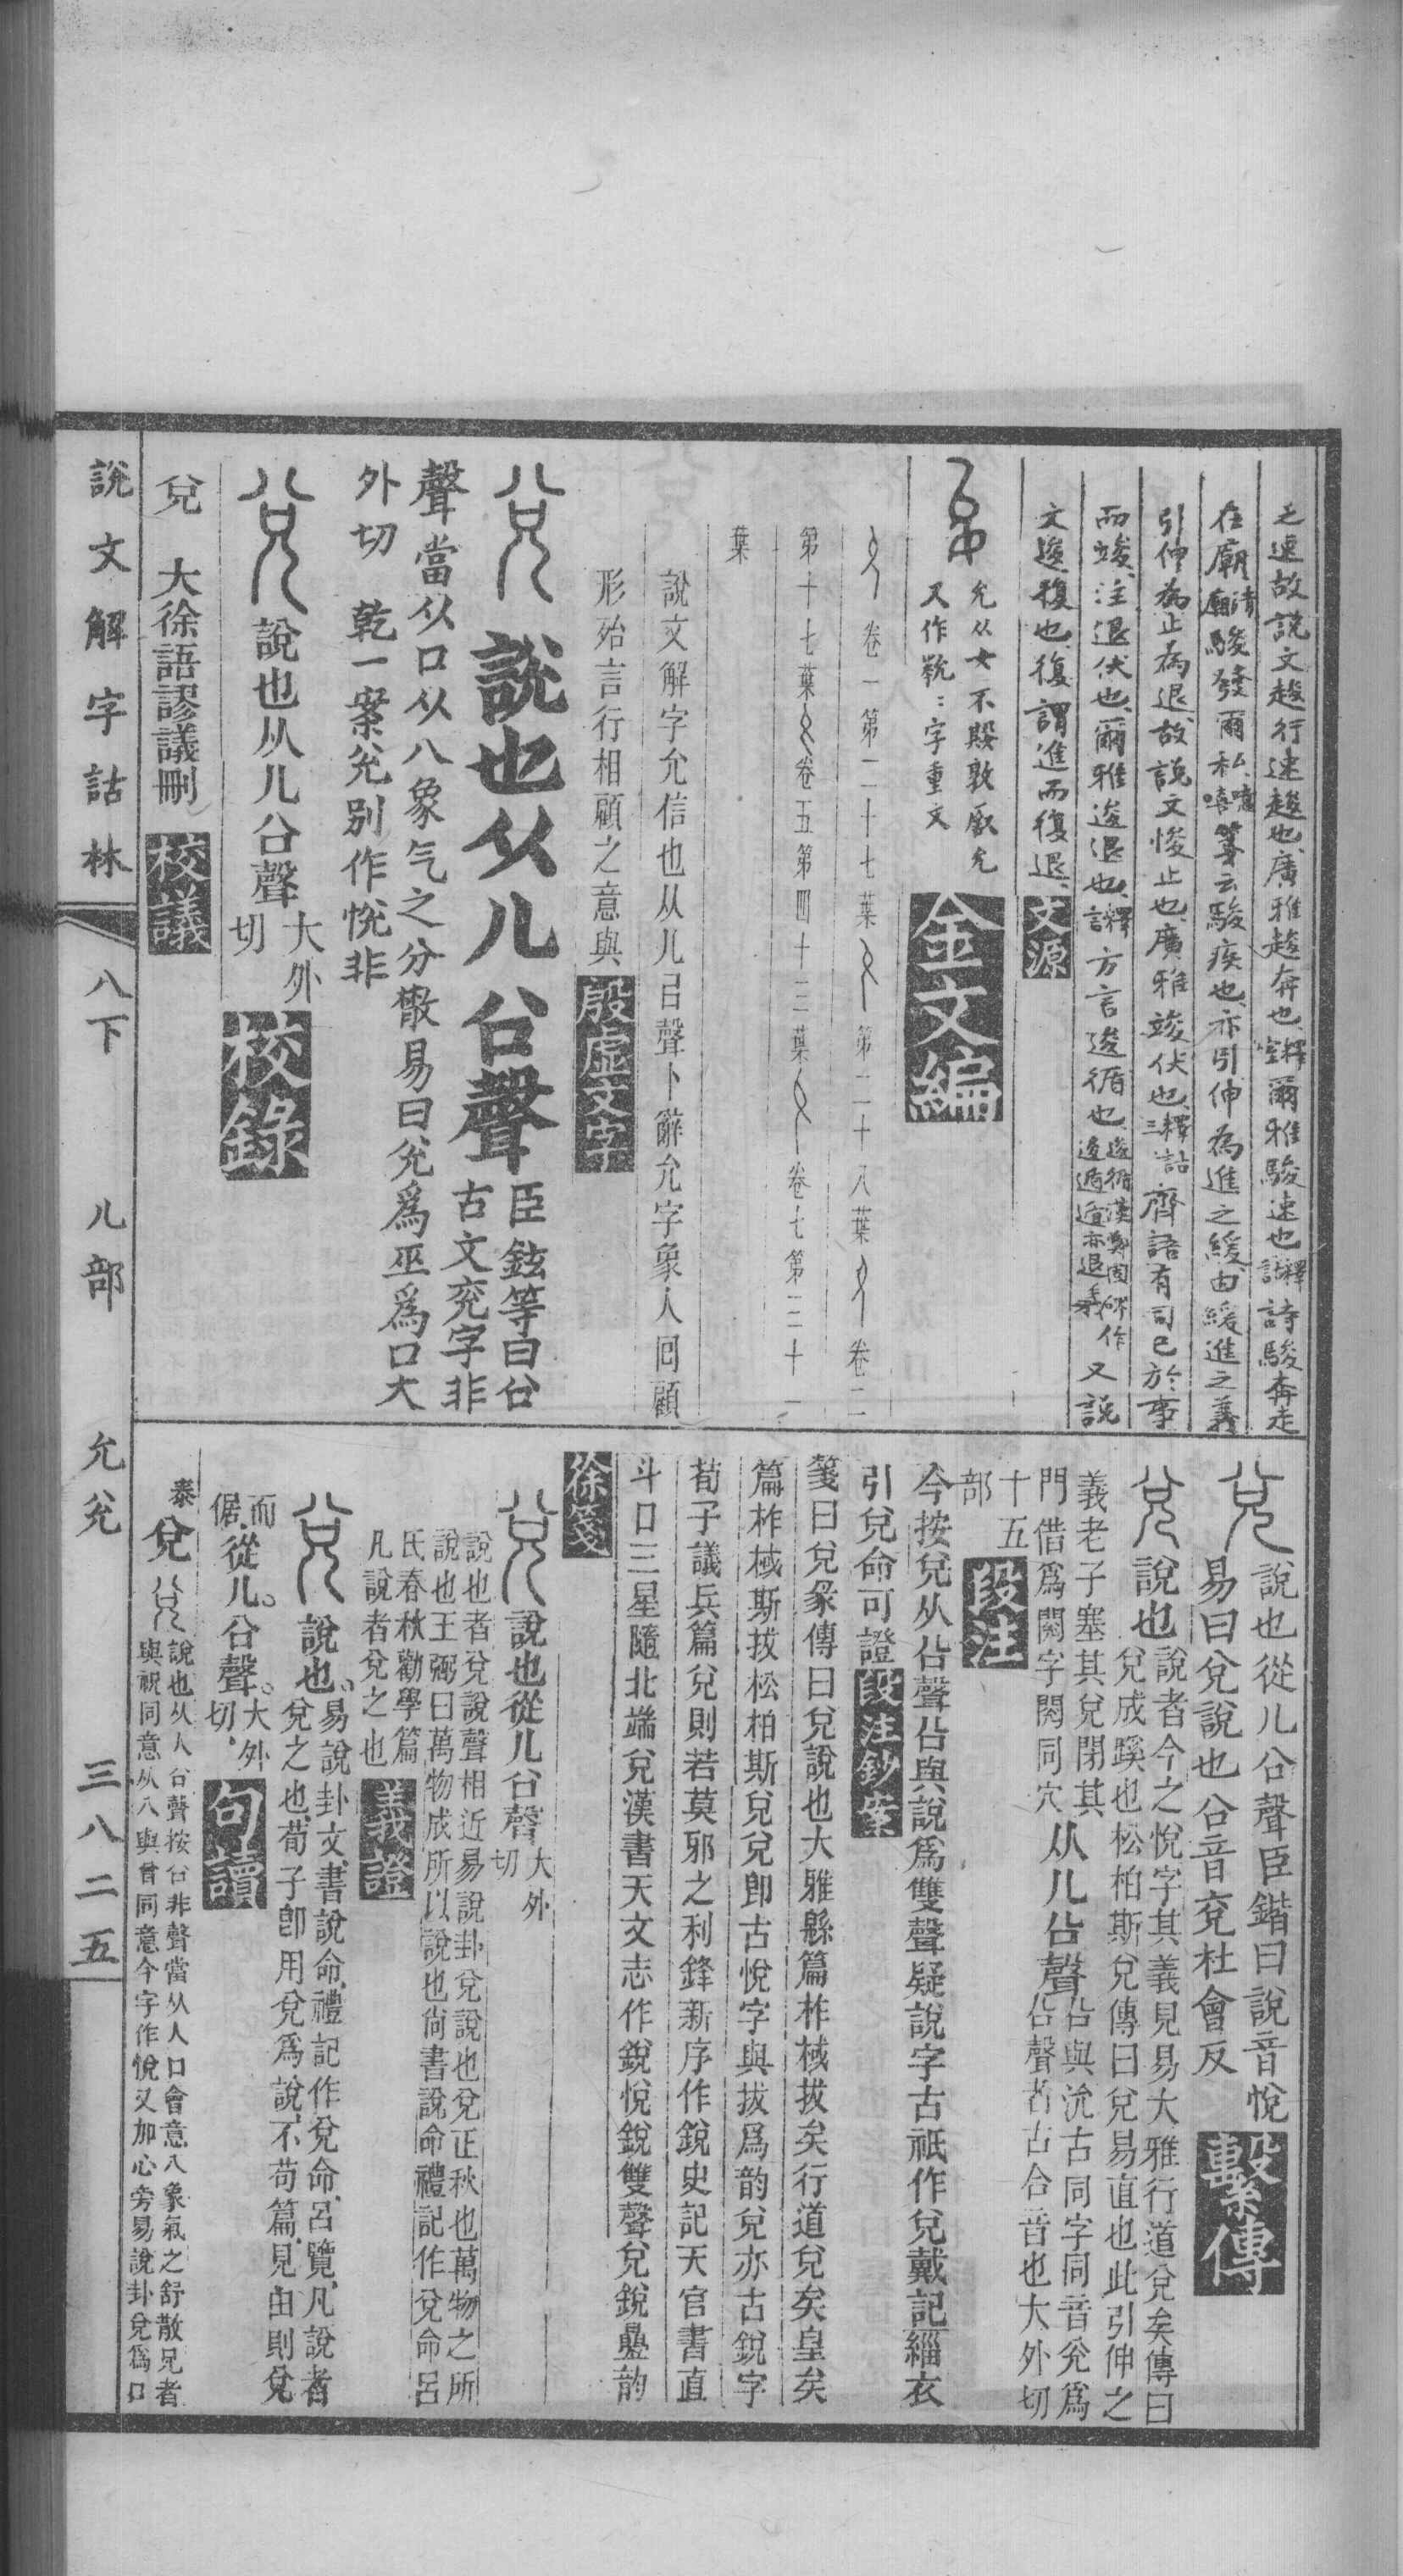 辵速故說文趨行速趨也廣雅趨奔也釋室爾雅駿速也釋詁詩駿奔走
在廟清廟駿發爾私噫嘻箋云駿疾也亦引伸為進之緩由緩進之義
引伸為止為退故說文悛止也廣雅竣伏也釋詁三齊語有司已於事
而竣注退伏也爾雅逡退也釋言方言逡循也逡循漢鄭固碑作逡遁遁亦退義又說
文逡復也復謂進而復退文源
允从女不𡢁敦厥允又作𩎟𩎟字重文金文編
卷一第二十七葉 第二十八葉 卷二
第十七葉 卷五第四十三葉 卷七第三十一
葉
說文解字允信也从儿㠯聲卜辭允字象人回顧
形殆言行相顧之意與殷虛文字
說也从儿㕣聲臣鉉等曰㕣古文兗字非
聲當从口从八象气之分㪚易曰兊爲巫爲口大
外切 乾一案兊別作悅非
說也从儿㕣聲大外切校錄
兌 大徐語謬議刪校議
說文解字詁林 八下 儿部 允兊 三八二五
說也從儿㕣聲臣鍇曰說音悅
易曰兌說也㕣音兗杜會反繫傳
說也說者今之悅字其義見易大雅行道兌矣傳曰兌成蹊也松柏斯兌傳曰兌易直也此引伸之
義老子塞其兌閉其門借爲閱字閱同穴从儿㕣聲㕣與沇古同字同音兊爲㕣聲者古合音也大外切
十五部段注
今按兌从㕣聲㕣與說爲雙聲疑說字古祇作兌戴記緇衣
引兌命可證段注鈔案
箋曰兌彖傳曰兌說也大雅緜篇柞棫拔矣行道兌矣皇矣
篇柞棫斯拔松柏斯兌兌卽古悅字與拔爲韵兌亦古銳字
荀子議兵篇兌則若莫邪之利鋒新序作銳史記天官書直
斗口三星隨北端兌漢書天文志作銳悅銳雙聲兌銳疊韵
徐箋
說也從儿㕣聲大外切
說也者兌說聲相近易說卦兌說也兌正秋也萬物之所
說也王弼曰萬物成所以說也尙書說命禮記作兌命呂
氏春秋勸學篇凡說者兌之也義證
說也易說卦文書說命禮記作兌命呂覽凡說者兌之也荀子卽用兌爲說不苟篇見由則兌
而倨從儿㕣聲大外切句讀
泰兌說也从人㕣聲按㕣非聲當从人口會意八象氣之舒散兄者與祝同意从八與曾同意今字作悅又加心旁易說卦兌爲口